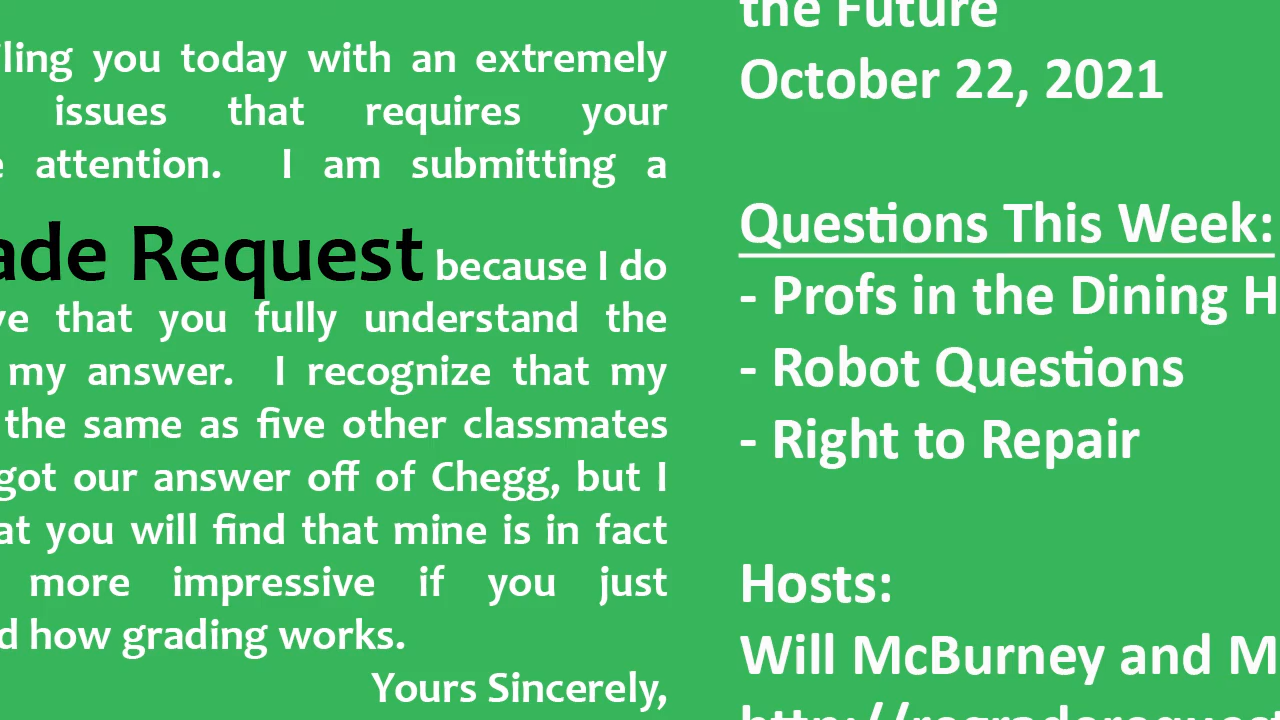 ling you today with an extremely
issues that requires your
attention. I am submitting a
Request because I do
that you fully understand the
my answer. I recognize that my
the same as five other classmates
got our answer off of Chegg, but I
you will find that mine is in fact
more impressive if you just
how grading works.
Yours Sincerely,
the Future
October 22, 2021
Questions This Week:
- Profs in the Dining H
- Robot Questions
- Right to Repair
Hosts:
Will McBurney and M